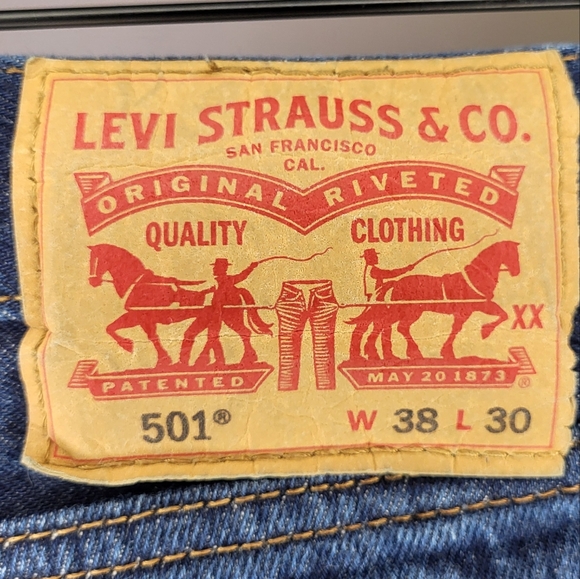 LEVI STRAUSS & CO.
SAN FRANCISCO
CAL.
ORIGINAL RIVETED
QUALITY CLOTHING
XX
PATENTED MAY 20 1873 ®
501® W 38 L 30